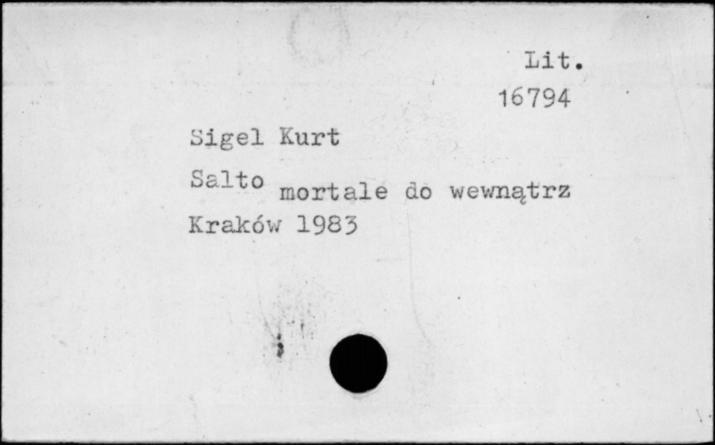 Lit.
16794
Sigel Kurt
Salto mortale do wewnątrz
Kraków 1983